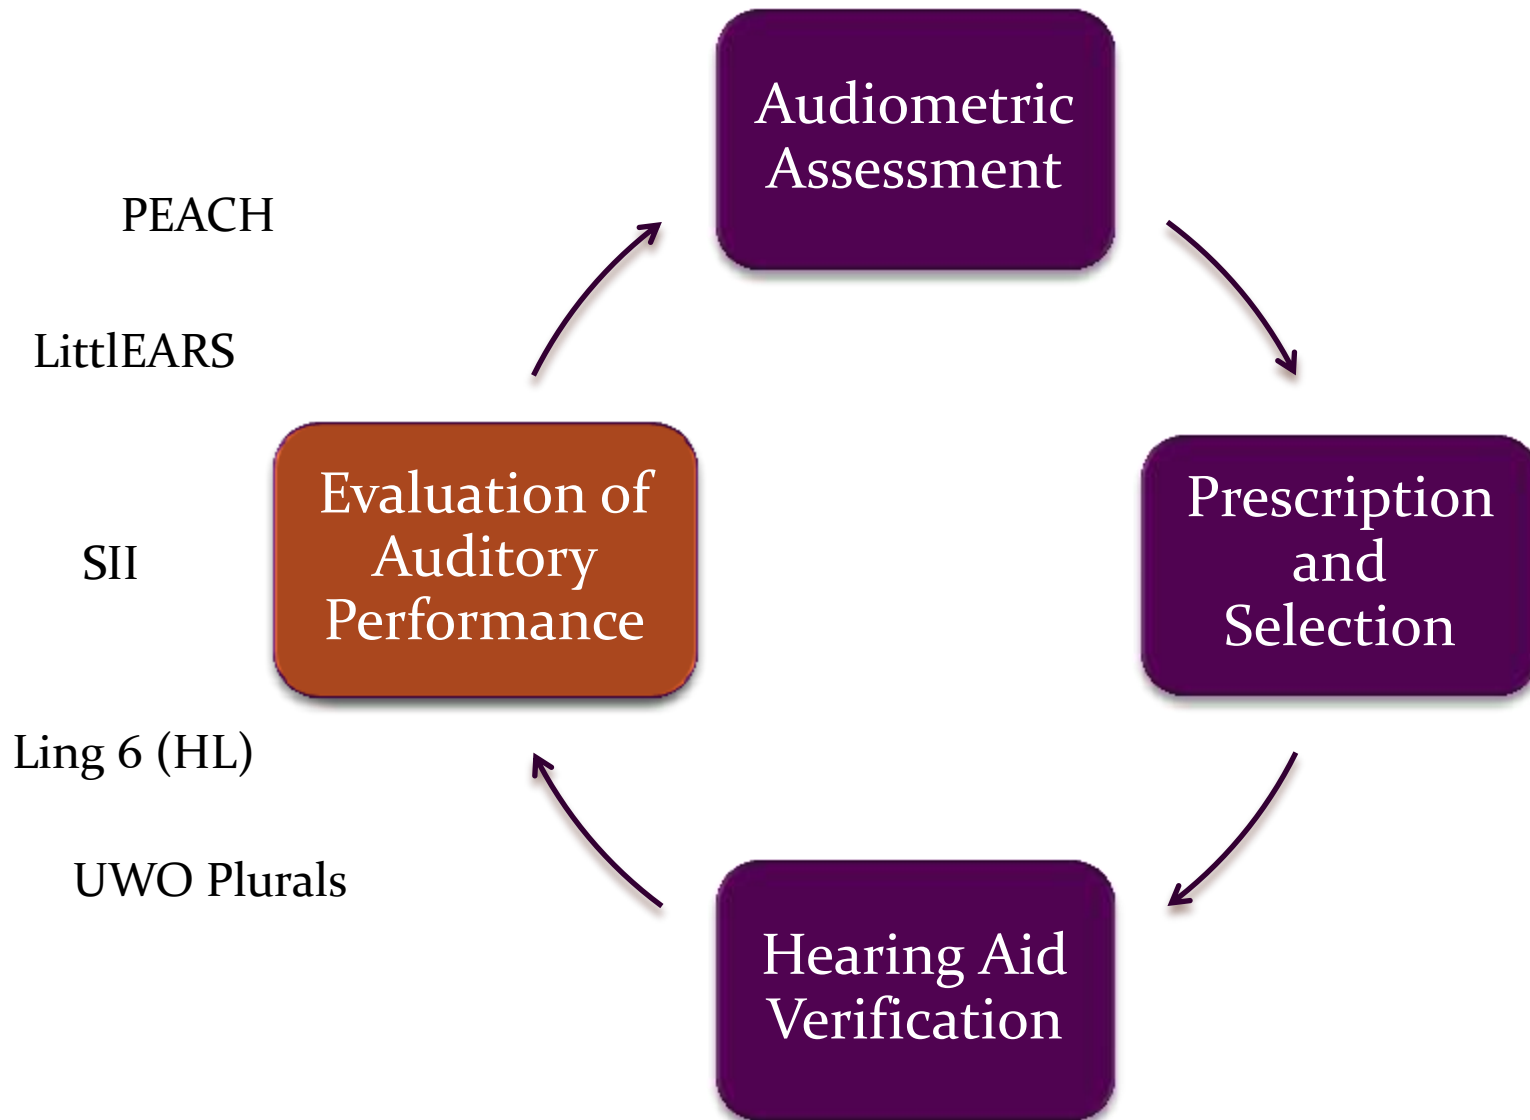 Audiometric
Assessment
PEACH
LittlEARS
Evaluation of
Auditory
Performance
Prescription
and
Selection
SII
Ling 6 (HL)
UWO Plurals
Hearing Aid
Verification